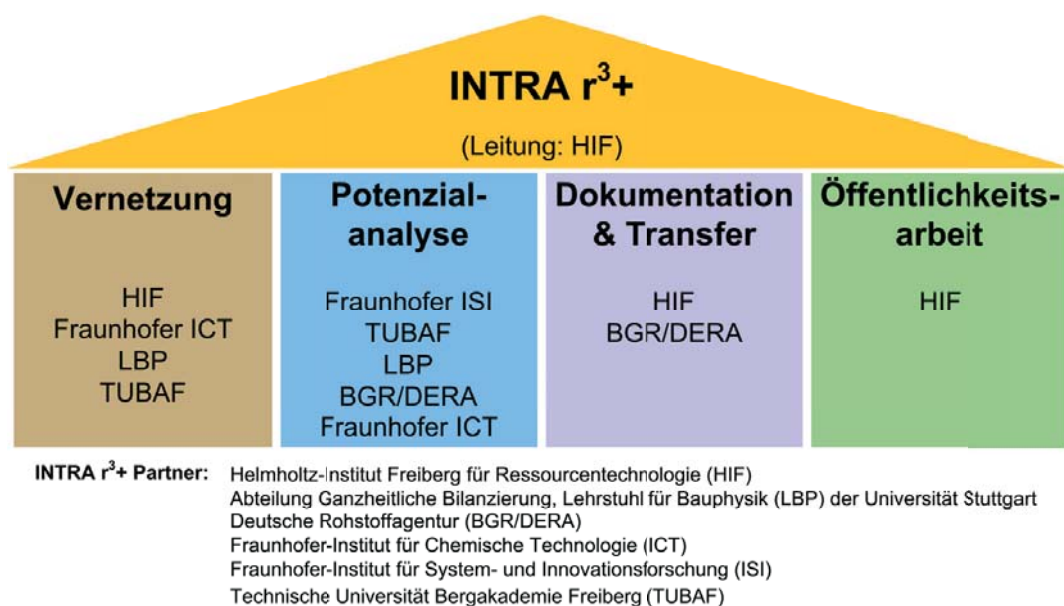 INTRA r³+
(Leitung: HIF)
Vernetzung
HIF
Fraunhofer ICT
LBP
TUBAF
Potenzial-
analyse
Fraunhofer ISI
TUBAF
LBP
BGR/DERA
Fraunhofer ICT
Dokumentation
& Transfer
HIF
BGR/DERA
Öffentlichkeits-
arbeit
HIF
INTRA r³+ Partner: Helmholtz-Institut Freiberg für Ressourcentechnologie (HIF)
Abteilung Ganzheitliche Bilanzierung, Lehrstuhl für Bauphysik (LBP) der Universität Stuttgart
Deutsche Rohstoffagentur (BGR/DERA)
Fraunhofer-Institut für Chemische Technologie (ICT)
Fraunhofer-Institut für System- und Innovationsforschung (ISI)
Technische Universität Bergakademie Freiberg (TUBAF)